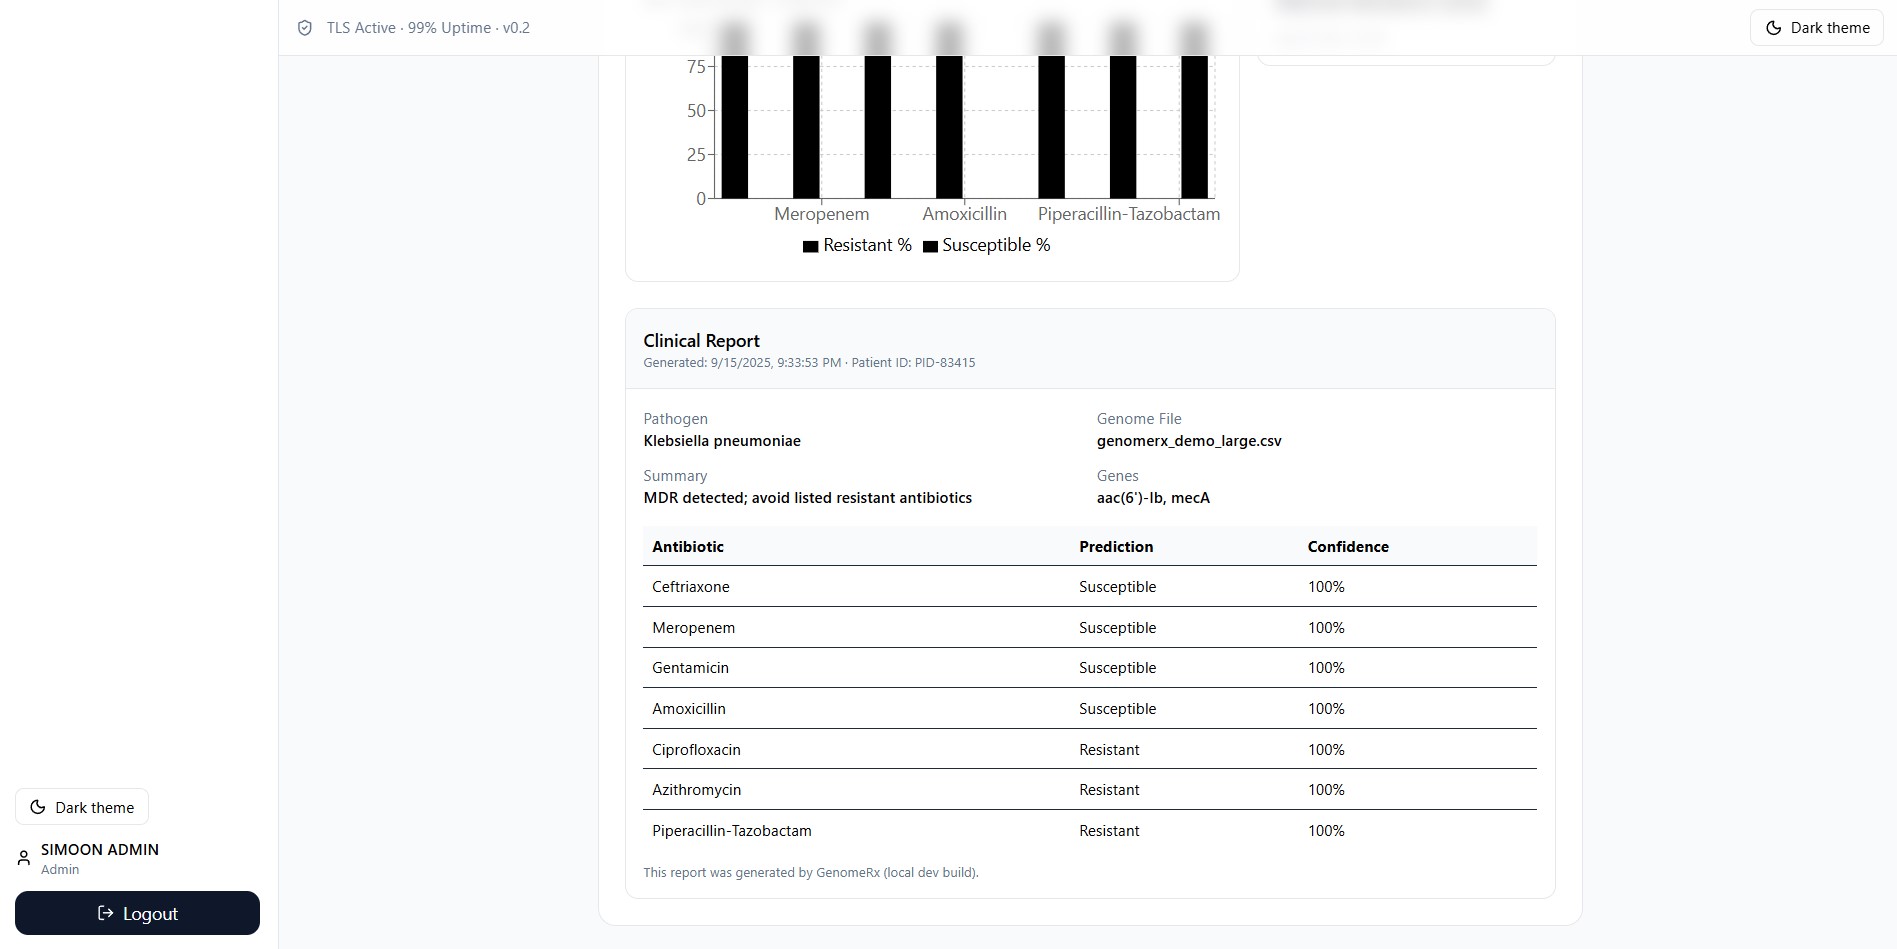 TLS Active · 99% Uptime · v0.2
Dark theme
75
50
25
0
Meropenem Amoxicillin Piperacillin-Tazobactam
Resistant % Susceptible %
Clinical Report
Generated: 9/15/2025, 9:33:53 PM · Patient ID: PID-83415
Pathogen
Klebsiella pneumoniae
Genome File
genomerx_demo_large.csv
Summary
MDR detected; avoid listed resistant antibiotics
Genes
aac(6')-Ib, mecA
Antibiotic Prediction Confidence
Ceftriaxone Susceptible 100%
Meropenem Susceptible 100%
Gentamicin Susceptible 100%
Amoxicillin Susceptible 100%
Ciprofloxacin Resistant 100%
Azithromycin Resistant 100%
Piperacillin-Tazobactam Resistant 100%
This report was generated by GenomeRx (local dev build).
Dark theme
SIMOON ADMIN
Admin
Logout